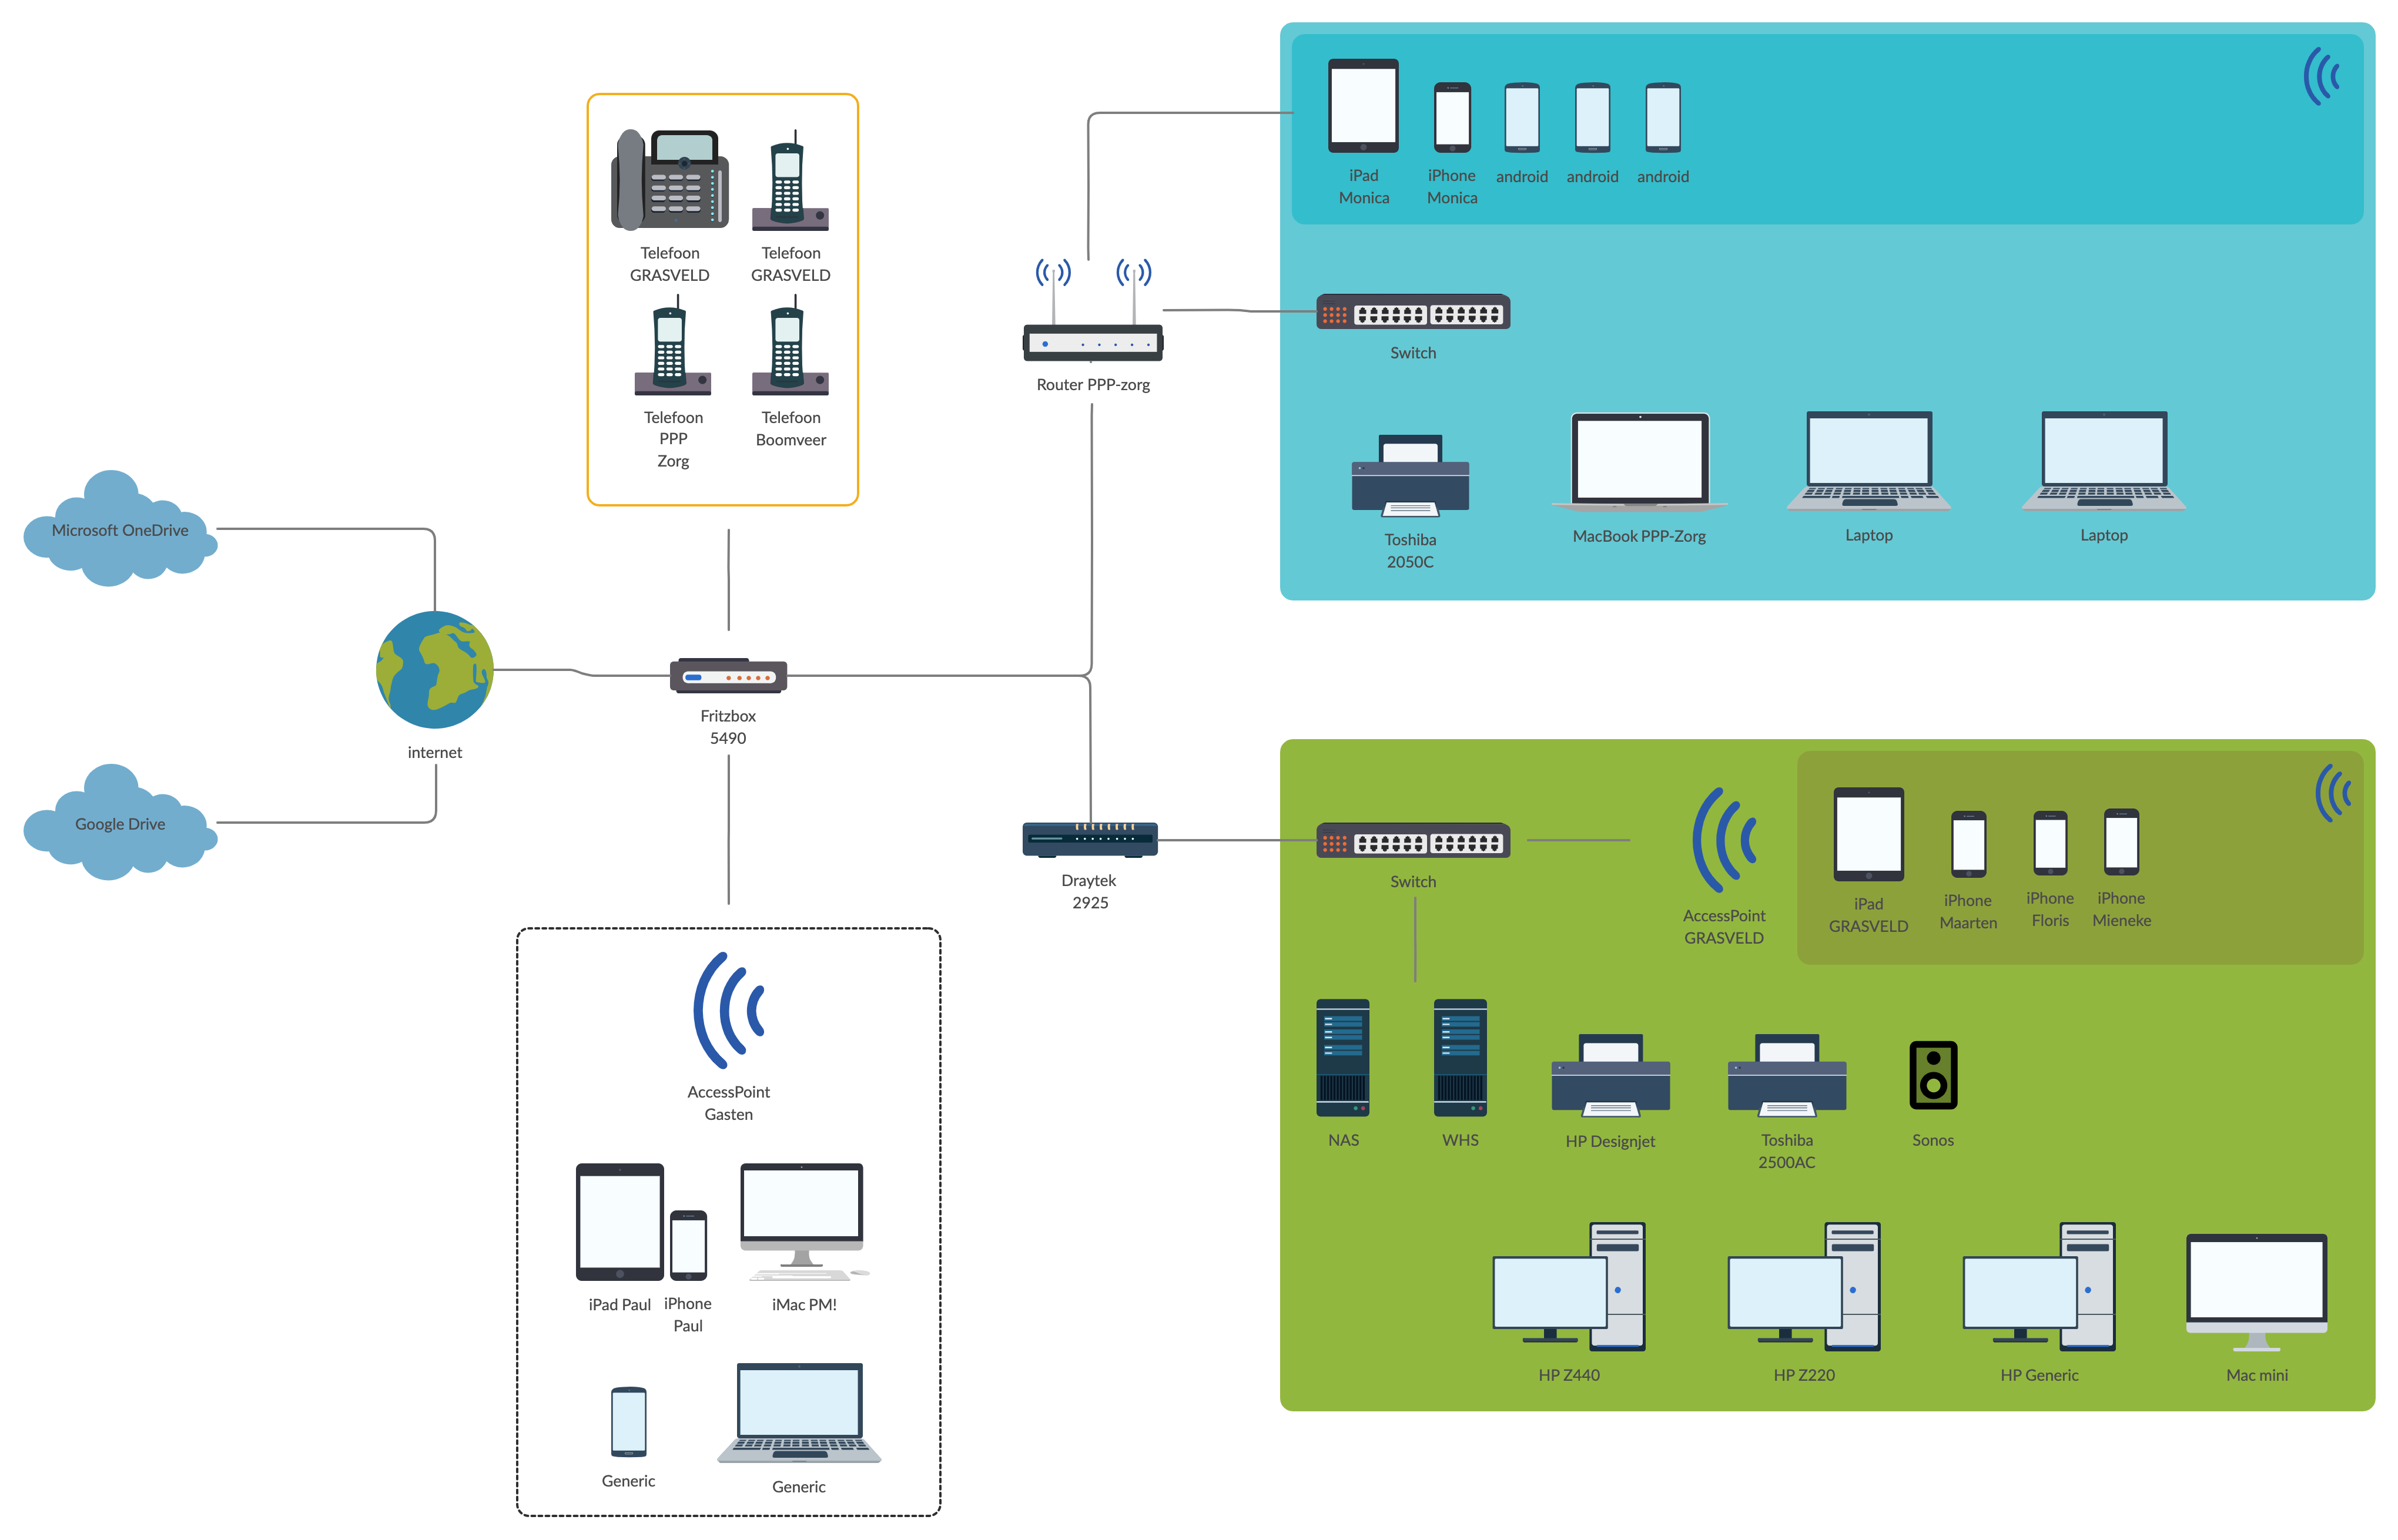 Telefoon
GRASVELD
Telefoon
GRASVELD
Telefoon
PPP
Zorg
Telefoon
Boomveer
Microsoft OneDrive
internet
Google Drive
Fritzbox
5490
Router PPP-zorg
Draytek
2925
iPad
Monica
iPhone
Monica
android
android
android
Switch
Toshiba
2050C
MacBook PPP-Zorg
Laptop
Laptop
Switch
AccessPoint
GRASVELD
iPad
GRASVELD
iPhone
Maarten
iPhone
Floris
iPhone
Mieneke
NAS
WHS
HP Designjet
Toshiba
2500AC
Sonos
HP Z440
HP Z220
HP Generic
Mac mini
AccessPoint
Gasten
iPad Paul
iPhone
Paul
iMac PM!
Generic
Generic